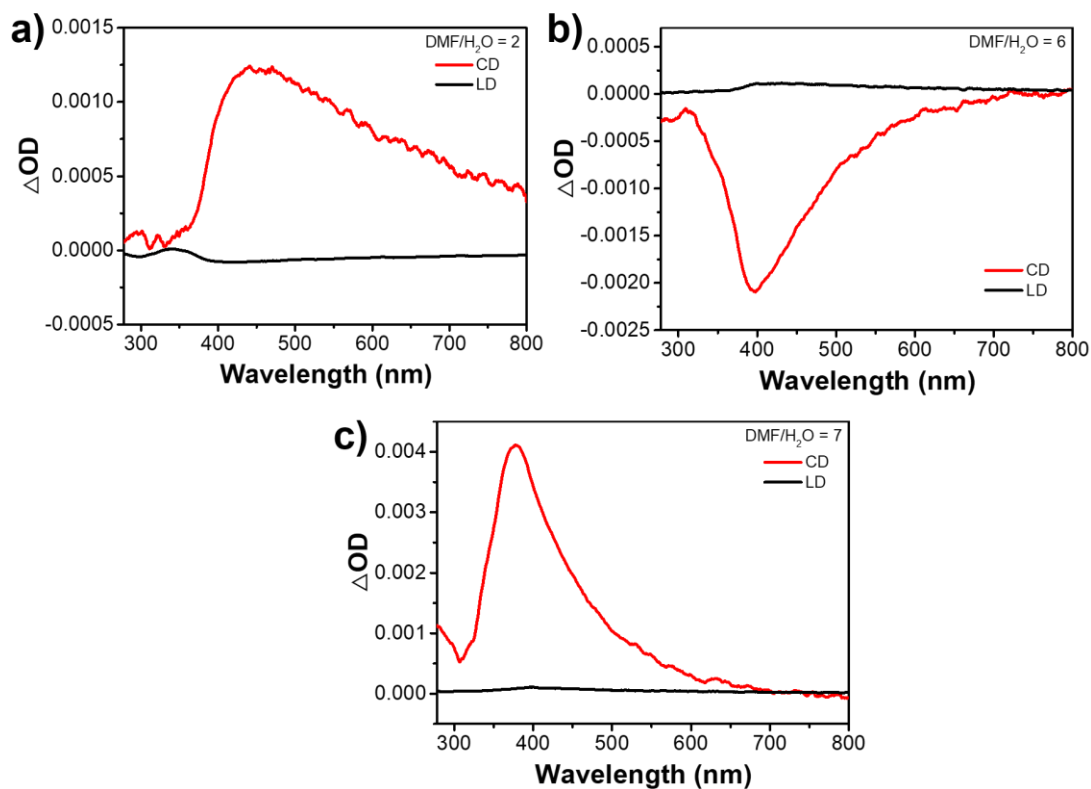 a)
DMF/H₂O = 2
CD
LD
0.0015
0.0010
0.0005
0.0000
-0.0005
△OD
300 400 500 600 700 800
Wavelength (nm)
b)
DMF/H₂O = 6
CD
LD
0.0005
0.0000
-0.0005
-0.0010
-0.0015
-0.0020
-0.0025
△OD
300 400 500 600 700 800
Wavelength (nm)
c)
DMF/H₂O = 7
CD
LD
0.004
0.003
0.002
0.001
0.000
△OD
300 400 500 600 700 800
Wavelength (nm)